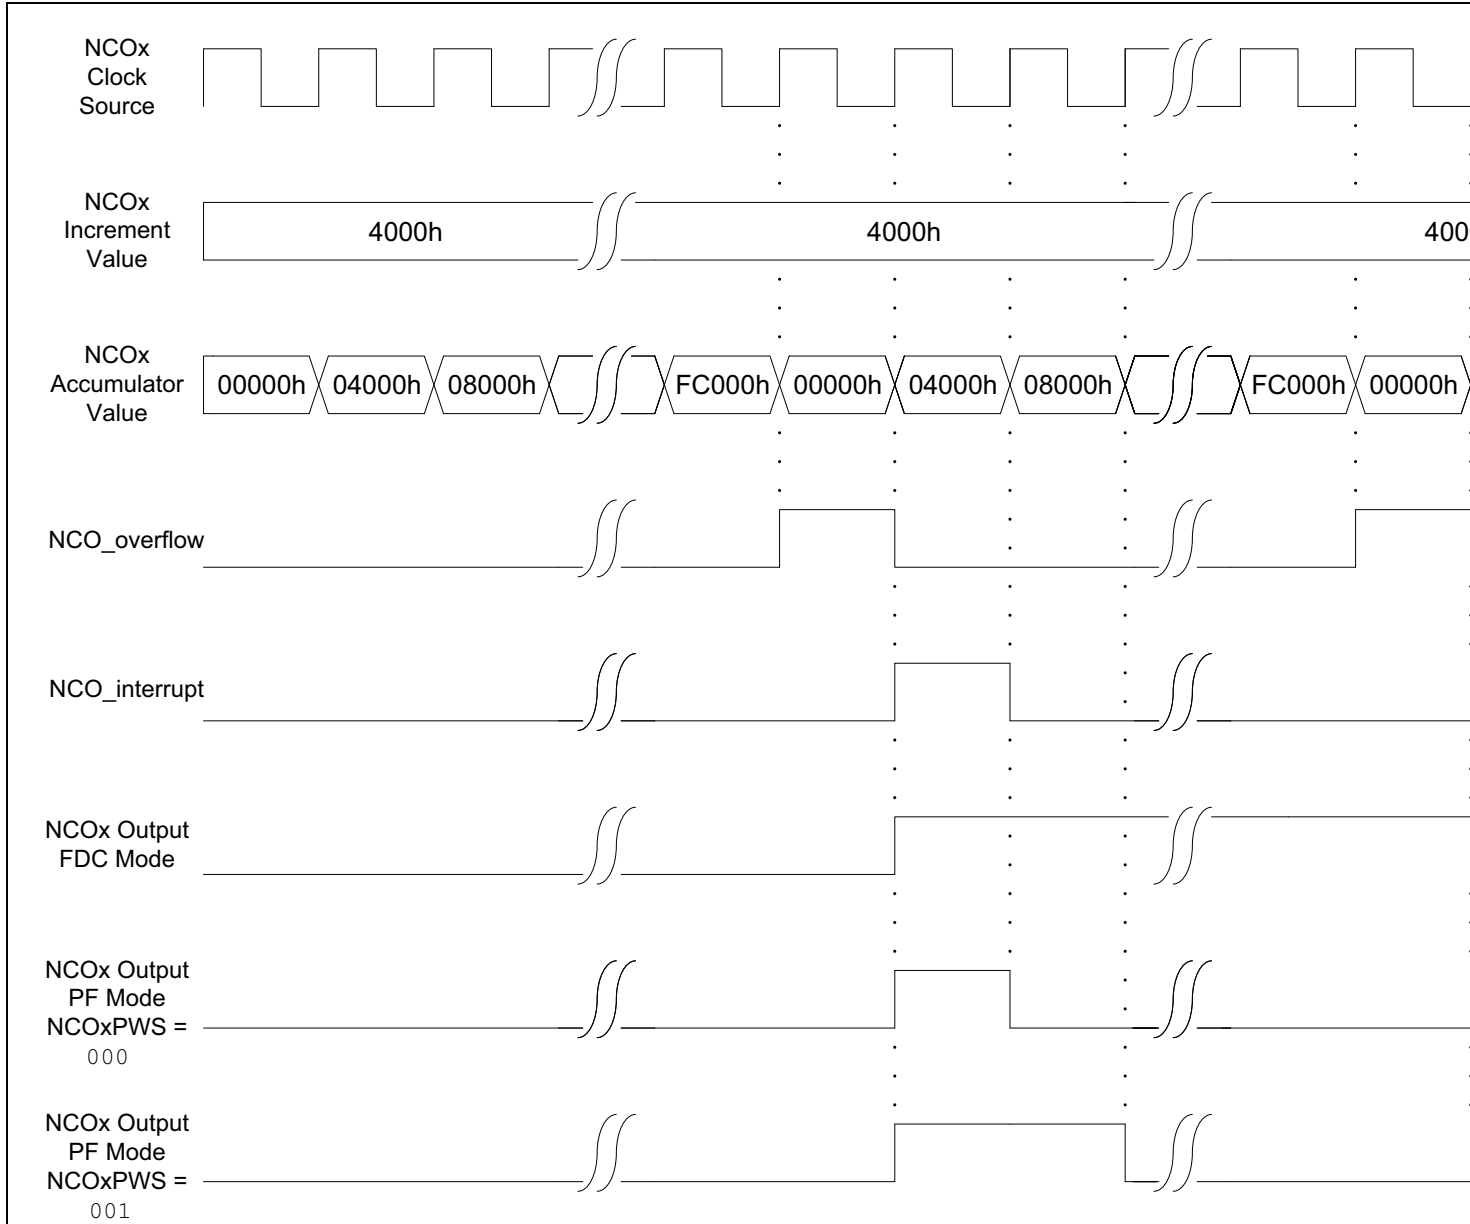 NCOx
Clock
Source
NCOx
Increment
Value
4000h
4000h
400
NCOx
Accumulator
Value
00000h
04000h
08000h
FC000h
00000h
04000h
08000h
FC000h
00000h
NCO_overflow
NCO_interrupt
NCOx Output
FDC Mode
NCOx Output
PF Mode
NCOxPWS =
000
NCOx Output
PF Mode
NCOxPWS =
001